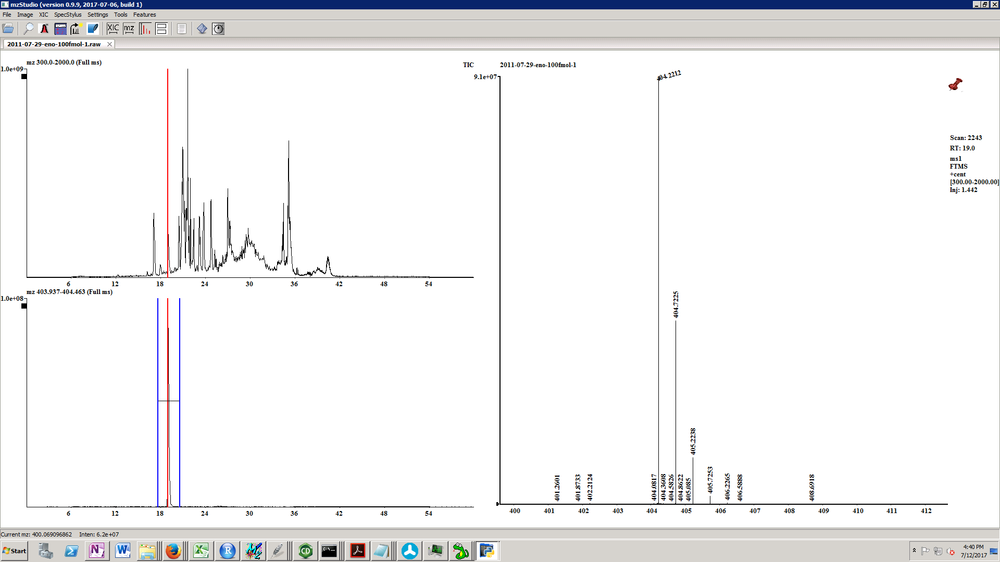 mzStudio (version 0.9.9, 2017-07-06, build 1)
File Image XIC SpecStylus Settings Tools Features
XIC mz
2011-07-29-eno-100fmol-1.raw
mz 300.0-2000.0 (Full ms)
TIC
1.0e+09
6 12 18 24 30 36 42 48 54
mz 403.937-404.463 (Full ms)
1.0e+08
6 12 18 24 30 36 42 48 54
2011-07-29-eno-100fmol-1
9.1e+07
404.2212
404.7225
405.2238
401.2601 401.8733 402.2124 404.0817 404.3608 404.5826 404.8622 405.085 405.7253 406.2265 406.5888 408.6918
400 401 402 403 404 405 406 407 408 409 410 411 412
Scan: 2243
RT: 19.0
ms1
FTMS
+cent
[300.00-2000.00]
Inj: 1.442
Current mz: 400.069096862 Inten: 6.2e+07
Start
N W X R CD C:\
4:40 PM
7/12/2017